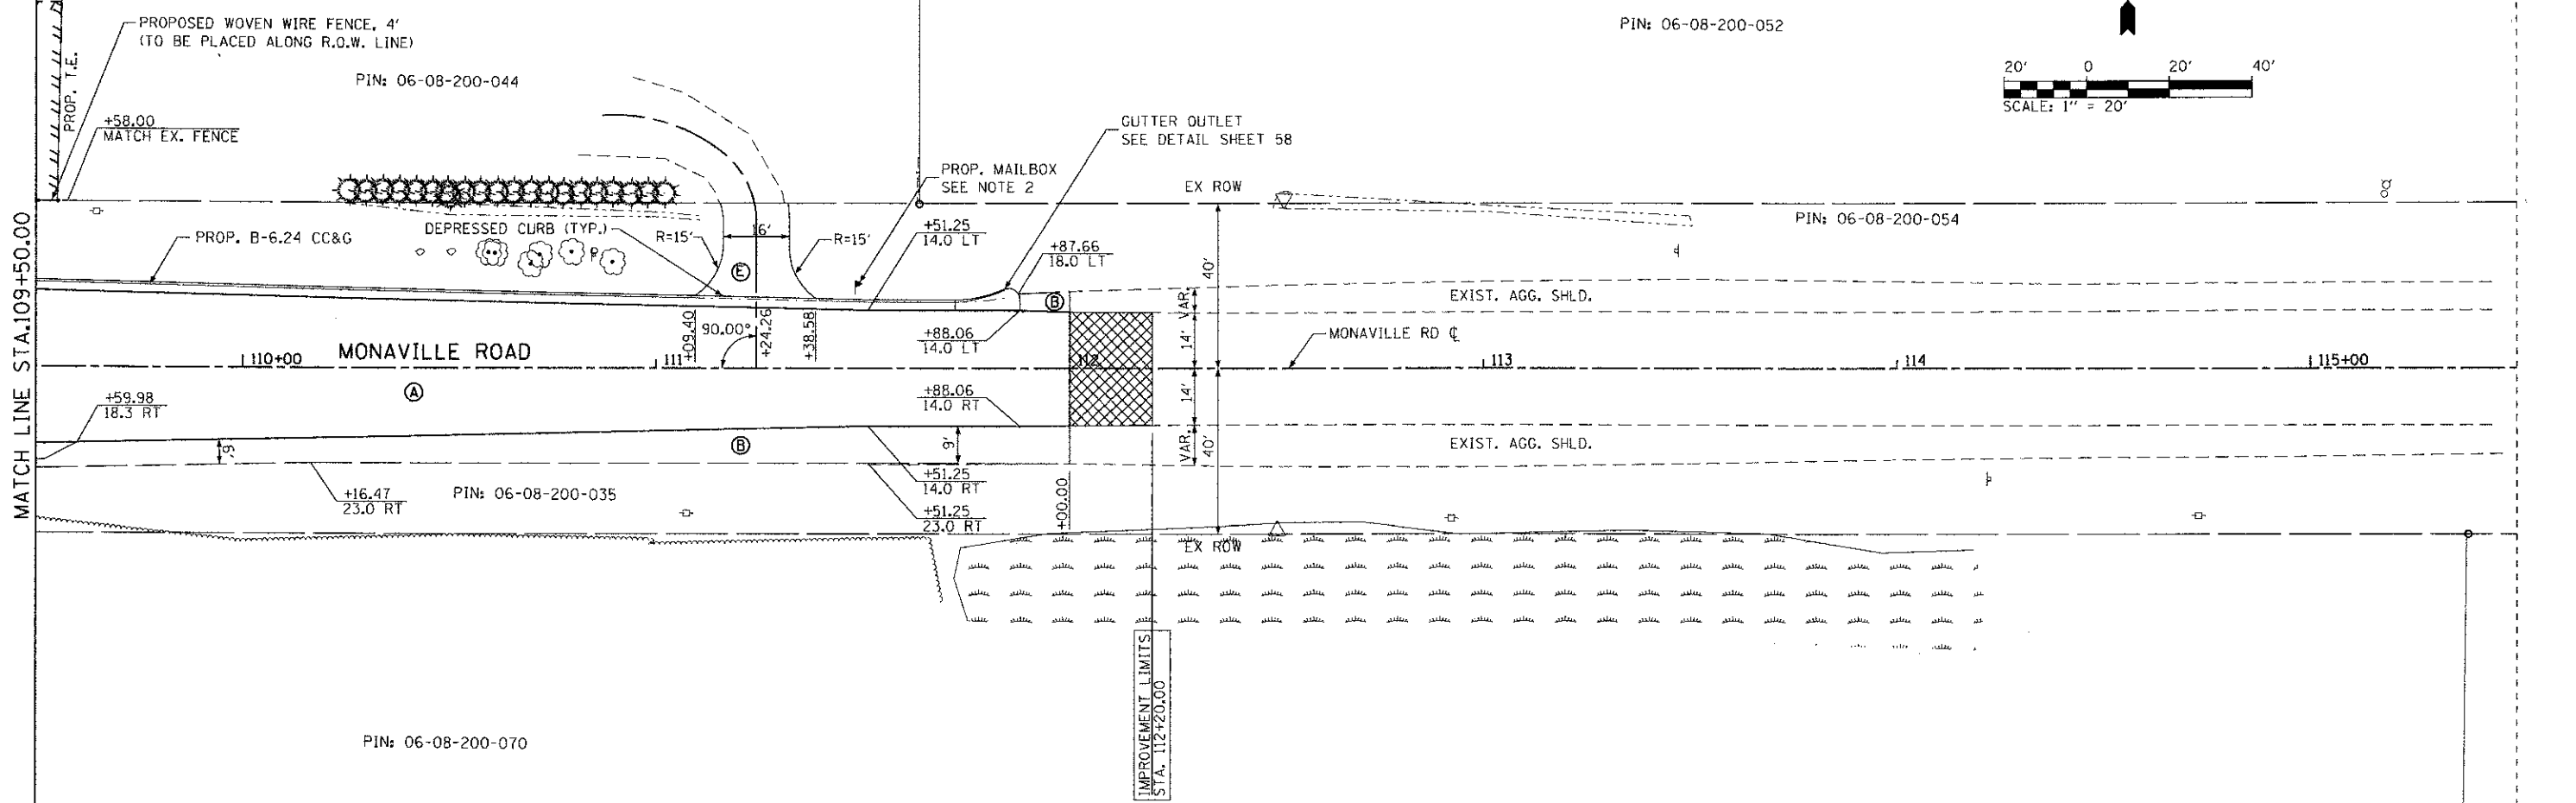 PROPOSED WOVEN WIRE FENCE, 4'
(TO BE PLACED ALONG R.O.W. LINE)
PIN: 06-08-200-052
PROP. T.E.
PIN: 06-08-200-044
20' 0 20' 40'
SCALE: 1" = 20'
+58.00
MATCH EX. FENCE
GUTTER OUTLET
SEE DETAIL SHEET 58
PROP. MAILBOX
SEE NOTE 2
EX ROW
PIN: 06-08-200-054
DEPRESSED CURB (TYP.)
R=15'
16'
R=15'
+51.25
14.0 LT
PROP. B-6.24 CC&G
+87.66
18.0 LT
E
B
40'
VAR.
EXIST. AGG. SHLD.
MATCH LINE STA.109+50.00
+09.40
90.00°
+24.26
+38.58
+88.06
14.0 LT
14'
MONAVILLE RD ℄
MONAVILLE ROAD
110+00
111
112
113
114
115+00
A
+59.98
18.3 RT
+88.06
14.0 RT
14'
9'
B
9'
VAR.
40'
EXIST. AGG. SHLD.
+16.47
23.0 RT
PIN: 06-08-200-035
+51.25
14.0 RT
+51.25
23.0 RT
+00.00
EX ROW
IMPROVEMENT LIMITS
STA. 112+20.00
PIN: 06-08-200-070